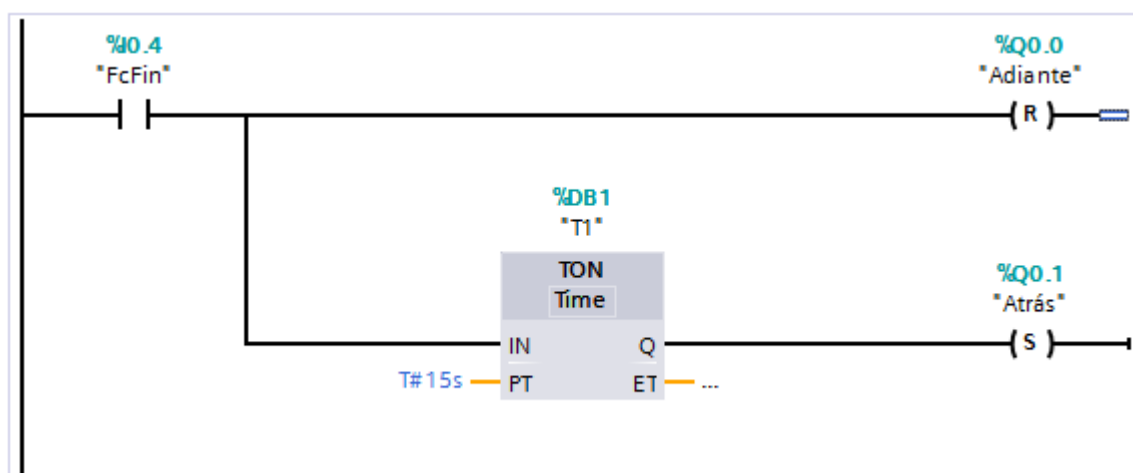 %I0.4
"FcFin"
%Q0.0
"Adiante"
( R )
%DB1
"T1"
TON
Time
%Q0.1
"Atrás"
IN
Q
( S )
T#15s
PT
ET
...